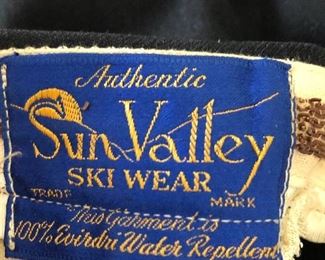 Authentic
Sun Valley
SKI WEAR
TRADE MARK
This Garment is
100% Evirdri Water Repellent